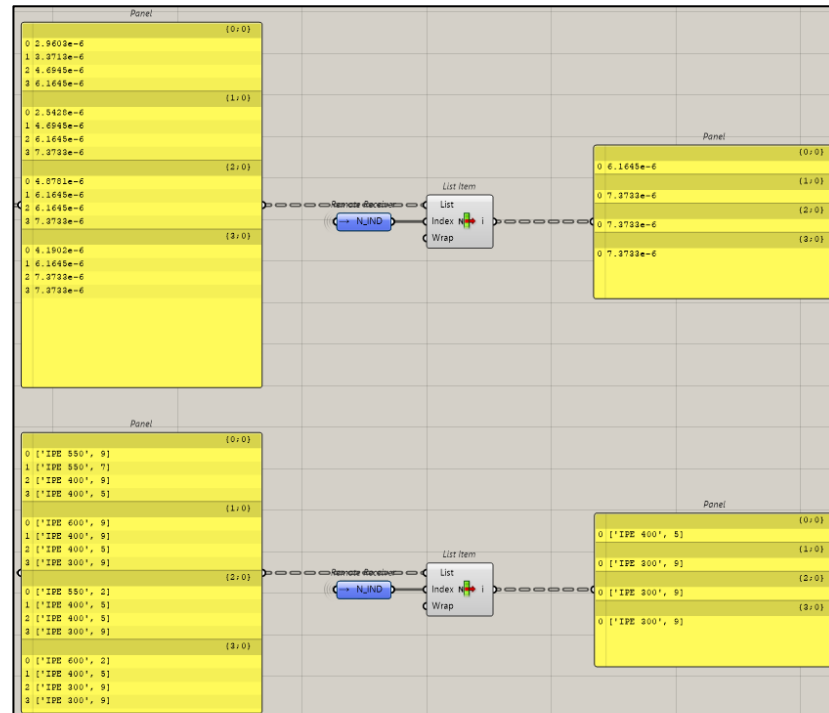 Panel
{0;0}
0 2.9603e-6
1 3.3713e-6
2 4.6945e-6
3 6.1645e-6
{1;0}
0 2.5428e-6
1 4.6945e-6
2 6.1645e-6
3 7.3733e-6
{2;0}
0 4.8781e-6
1 6.1645e-6
2 6.1645e-6
3 7.3733e-6
{3;0}
0 4.1902e-6
1 6.1645e-6
2 7.3733e-6
3 7.3733e-6
Remote Receiver
N_IND
List Item
List
Index N i
Wrap
Panel
{0;0}
0 6.1645e-6
{1;0}
0 7.3733e-6
{2;0}
0 7.3733e-6
{3;0}
0 7.3733e-6
Panel
{0;0}
0 ['IPE 550', 9]
1 ['IPE 550', 7]
2 ['IPE 400', 9]
3 ['IPE 400', 5]
{1;0}
0 ['IPE 600', 9]
1 ['IPE 400', 9]
2 ['IPE 400', 5]
3 ['IPE 300', 9]
{2;0}
0 ['IPE 550', 2]
1 ['IPE 400', 5]
2 ['IPE 400', 5]
3 ['IPE 300', 9]
{3;0}
0 ['IPE 600', 2]
1 ['IPE 400', 5]
2 ['IPE 300', 9]
3 ['IPE 300', 9]
Remote Receiver
N_IND
List Item
List
Index N i
Wrap
Panel
{0;0}
0 ['IPE 400', 5]
{1;0}
0 ['IPE 300', 9]
{2;0}
0 ['IPE 300', 9]
{3;0}
0 ['IPE 300', 9]